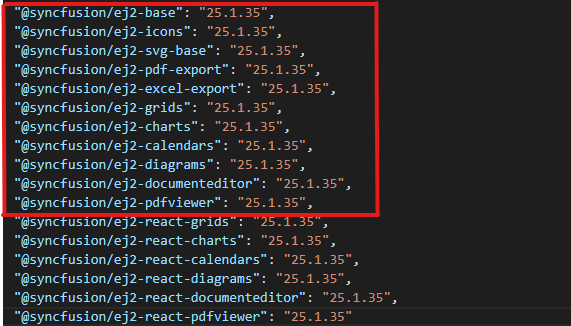 "@syncfusion/ej2-base": "25.1.35",
"@syncfusion/ej2-icons": "25.1.35",
"@syncfusion/ej2-svg-base": "25.1.35",
"@syncfusion/ej2-pdf-export": "25.1.35",
"@syncfusion/ej2-excel-export": "25.1.35",
"@syncfusion/ej2-grids": "25.1.35",
"@syncfusion/ej2-charts": "25.1.35",
"@syncfusion/ej2-calendars": "25.1.35",
"@syncfusion/ej2-diagrams": "25.1.35",
"@syncfusion/ej2-documenteditor": "25.1.35",
"@syncfusion/ej2-pdfviewer": "25.1.35",
"@syncfusion/ej2-react-grids": "25.1.35",
"@syncfusion/ej2-react-charts": "25.1.35",
"@syncfusion/ej2-react-calendars": "25.1.35",
"@syncfusion/ej2-react-diagrams": "25.1.35",
"@syncfusion/ej2-react-documenteditor": "25.1.35",
"@syncfusion/ej2-react-pdfviewer": "25.1.35"